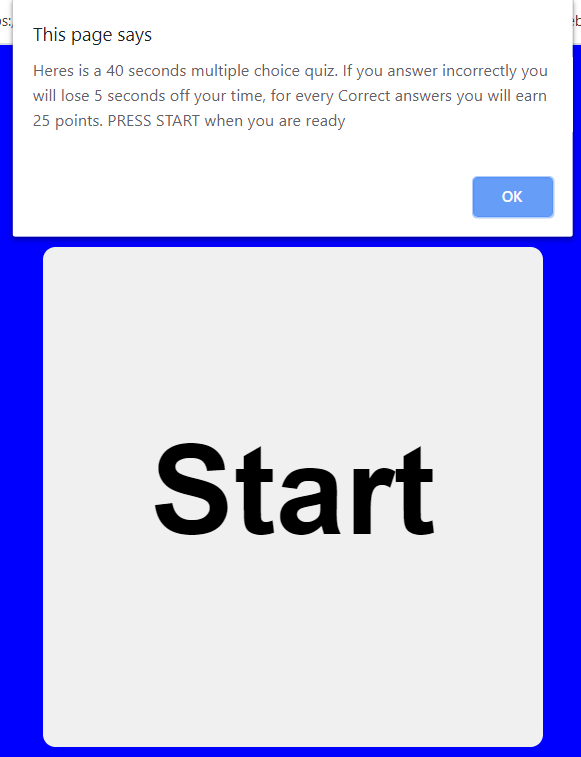 This page says
Heres is a 40 seconds multiple choice quiz. If you answer incorrectly you
will lose 5 seconds off your time, for every Correct answers you will earn
25 points. PRESS START when you are ready
OK
Start